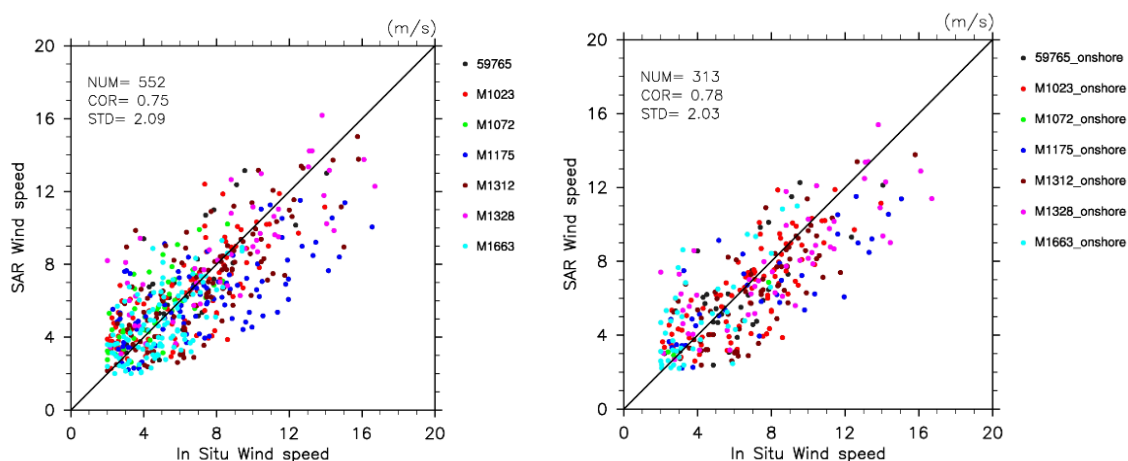 (m/s)
20
16
12
8
4
0
SAR Wind speed
NUM= 552
COR= 0.75
STD= 2.09
0 4 8 12 16 20
In Situ Wind speed
59765
M1023
M1072
M1175
M1312
M1328
M1663
(m/s)
20
16
12
8
4
0
SAR Wind speed
NUM= 313
COR= 0.78
STD= 2.03
0 4 8 12 16 20
In Situ Wind speed
59765_onshore
M1023_onshore
M1072_onshore
M1175_onshore
M1312_onshore
M1328_onshore
M1663_onshore